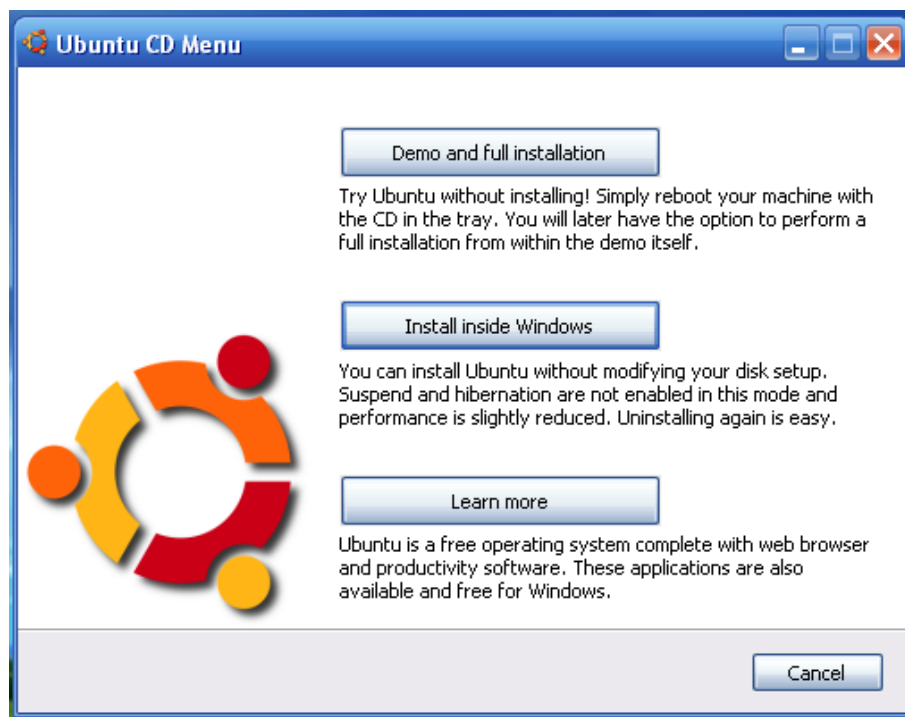 Ubuntu CD Menu
Demo and full installation
Try Ubuntu without installing! Simply reboot your machine with
the CD in the tray. You will later have the option to perform a
full installation from within the demo itself.
Install inside Windows
You can install Ubuntu without modifying your disk setup.
Suspend and hibernation are not enabled in this mode and
performance is slightly reduced. Uninstalling again is easy.
Learn more
Ubuntu is a free operating system complete with web browser
and productivity software. These applications are also
available and free for Windows.
Cancel